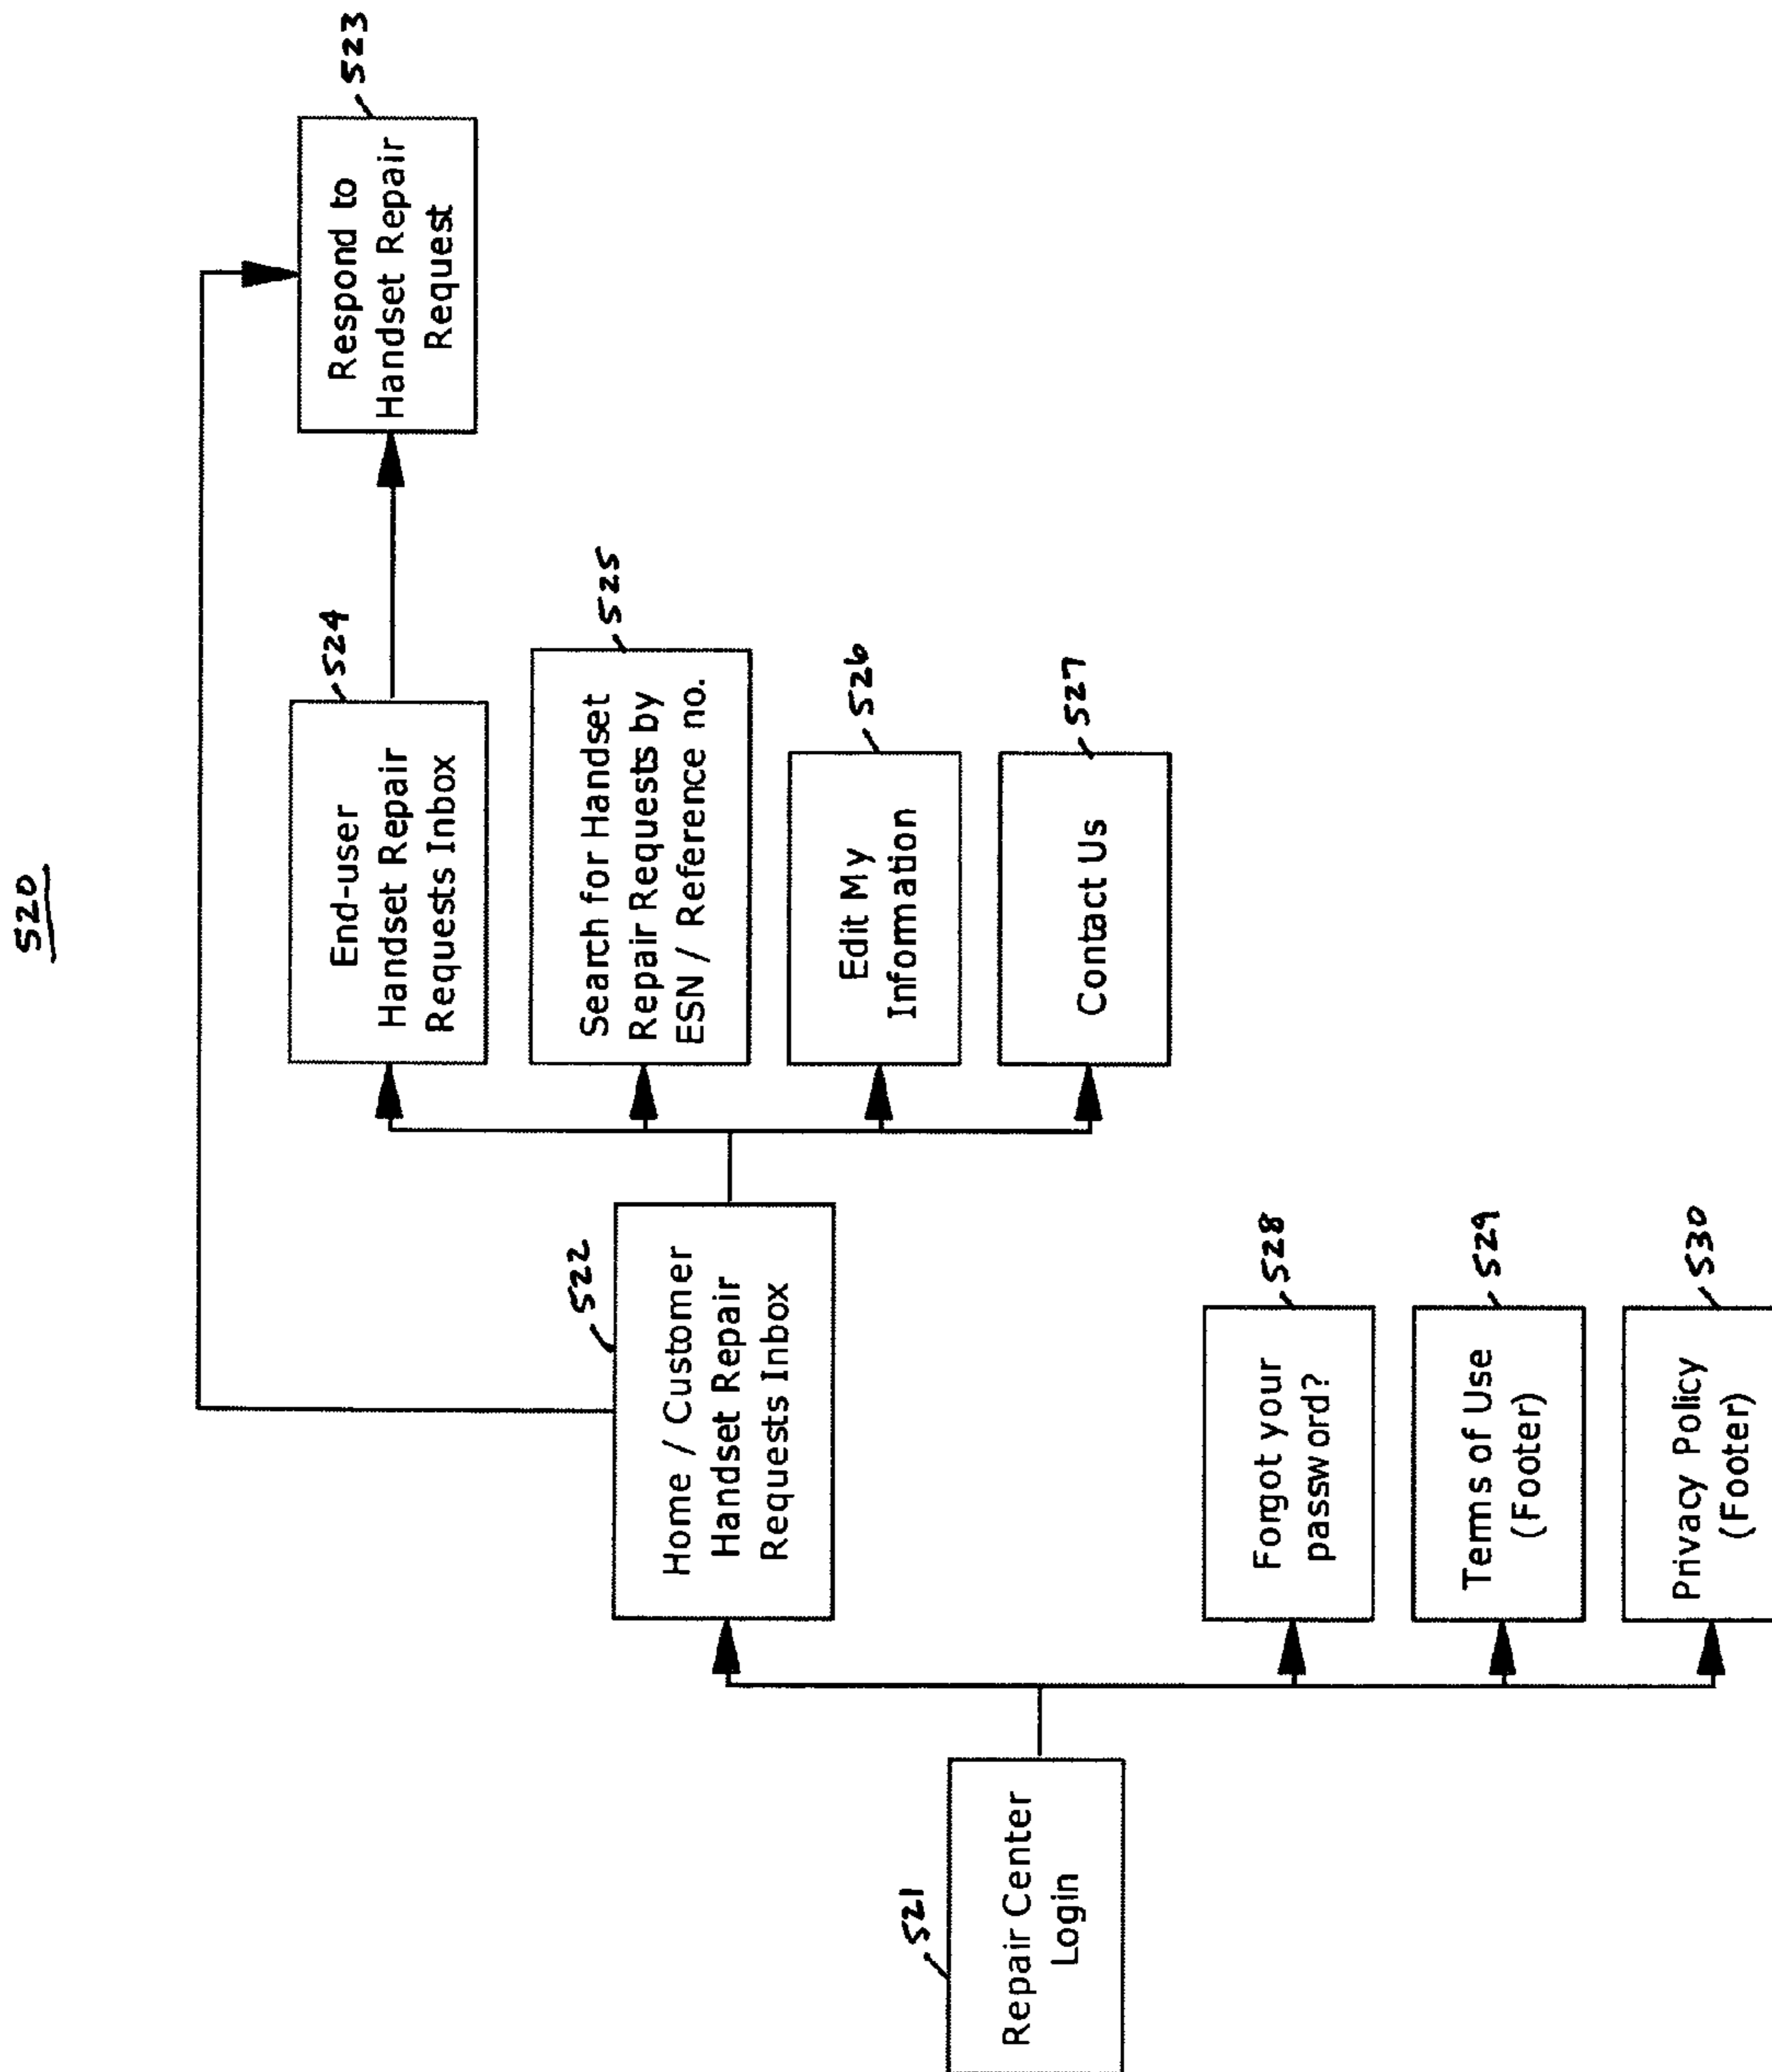 520
521
Repair Center
Login
522
Home / Customer
Handset Repair
Requests Inbox
528
Forgot your
password?
529
Terms of Use
(Footer)
530
Privacy Policy
(Footer)
524
End-user
Handset Repair
Requests Inbox
525
Search for Handset
Repair Requests by
ESN / Reference no.
526
Edit My
Infomation
527
Contact Us
523
Respond to
Handset Repair
Request